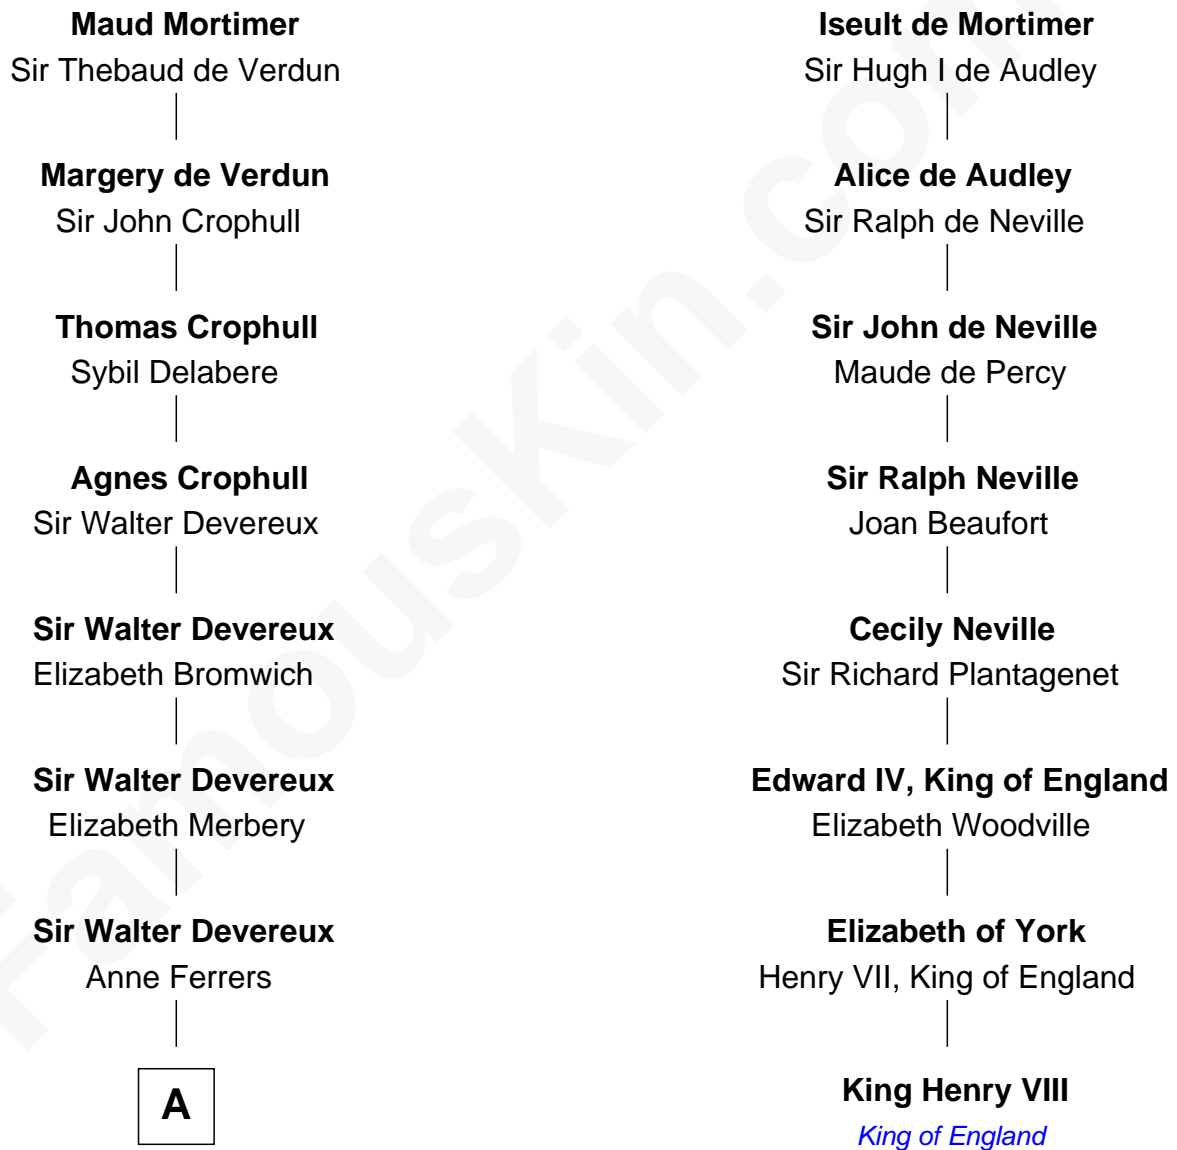 Maud Mortimer
Sir Thebaud de Verdun
Margery de Verdun
Sir John Crophull
Thomas Crophull
Sybil Delabere
Agnes Crophull
Sir Walter Devereux
Sir Walter Devereux
Elizabeth Bromwich
Sir Walter Devereux
Elizabeth Merbery
Sir Walter Devereux
Anne Ferrers
A
Iseult de Mortimer
Sir Hugh I de Audley
Alice de Audley
Sir Ralph de Neville
Sir John de Neville
Maude de Percy
Sir Ralph Neville
Joan Beaufort
Cecily Neville
Sir Richard Plantagenet
Edward IV, King of England
Elizabeth Woodville
Elizabeth of York
Henry VII, King of England
King Henry VIII
King of England
FamousKin.com